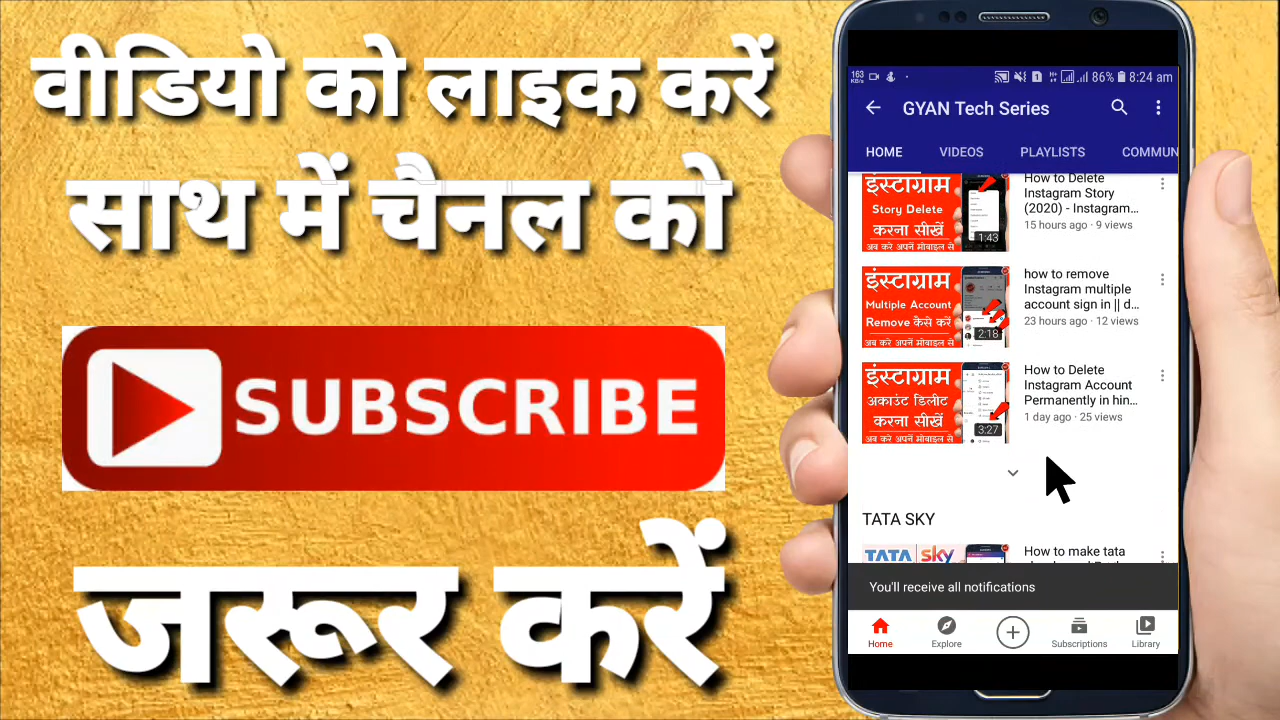 वीडियो को लाइक करें
साथ में चैनल को
SUBSCRIBE
जरूर करें
163
KB/s
86%
8:24 am
GYAN Tech Series
HOME
VIDEOS
PLAYLISTS
COMMUN
इंस्टाग्राम
Story Delete
करना सीखें
अब करे अपनें मोबाइल से
1:43
How to Delete
Instagram Story
(2020) - Instagram...
15 hours ago · 9 views
इंस्टाग्राम
Multiple Account
Remove कैसे करें
अब करे अपनें मोबाइल से
2:18
how to remove
Instagram multiple
account sign in || d...
23 hours ago · 12 views
इंस्टाग्राम
अकाउंट डिलीट
करना सीखें
अब करे अपनें मोबाइल से
3:27
How to Delete
Instagram Account
Permanently in hin...
1 day ago · 25 views
TATA SKY
TATA sky
How to make tata
You'll receive all notifications
Home
Explore
Subscriptions
Library